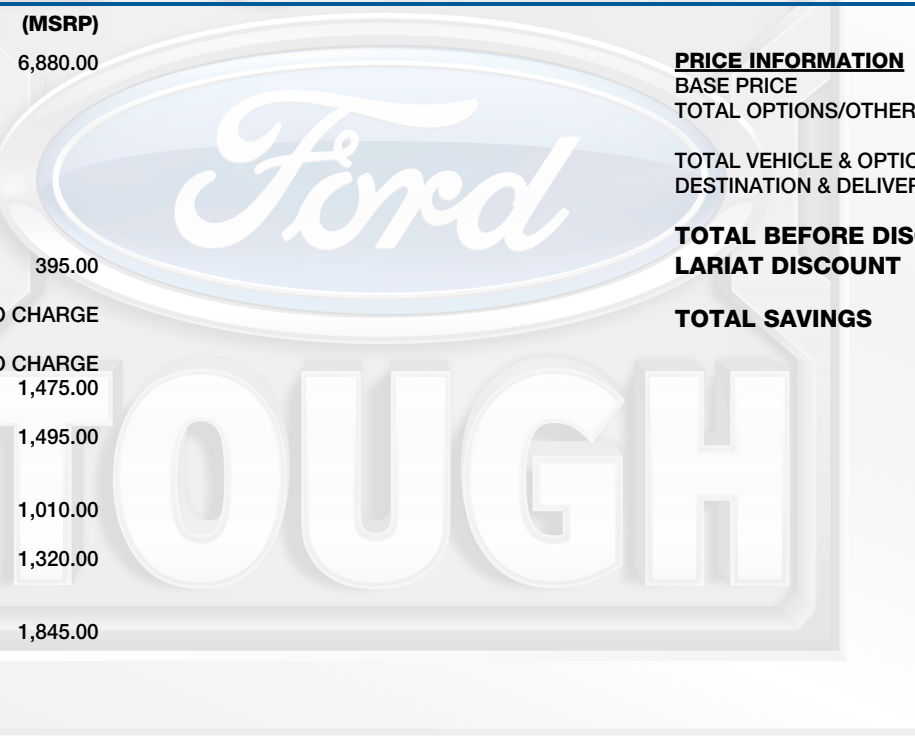 (MSRP)
6,880.00
395.00
O CHARGE
O CHARGE
1,475.00
1,495.00
1,010.00
1,320.00
1,845.00
PRICE INFORMATION
BASE PRICE
TOTAL OPTIONS/OTHER
TOTAL VEHICLE & OPTIO
DESTINATION & DELIVER
TOTAL BEFORE DISC
LARIAT DISCOUNT
TOTAL SAVINGS
Ford
TOUGH